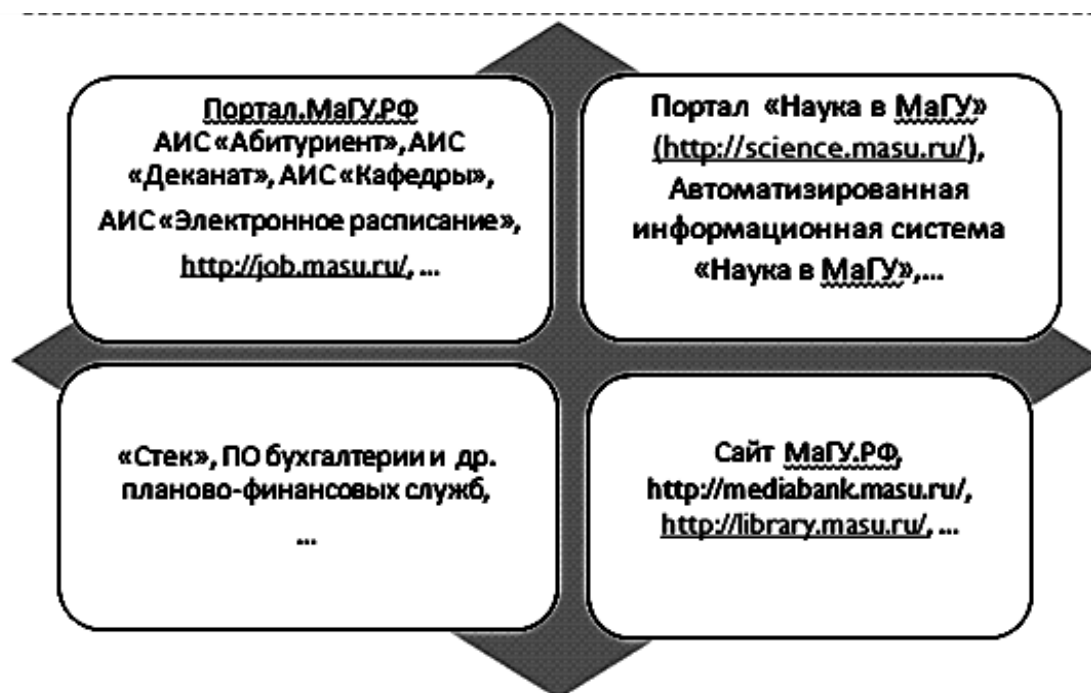 Портал.МаГУ.РФ
АИС «Абитуриент», АИС
«Деканат», АИС «Кафедры»,
АИС «Электронное расписание»,
http://job.masu.ru/, ...
Портал «Наука в МаГУ»
(http://science.masu.ru/),
Автоматизированная
информационная система
«Наука в МаГУ»,...
«Стек», ПО бухгалтерии и др.
планово-финансовых служб,
...
Сайт МаГУ.РФ,
http://mediabank.masu.ru/,
http://library.masu.ru/, ...